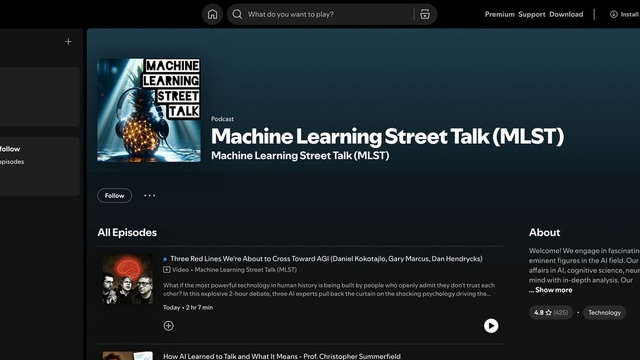 What do you want to play?
Premium Support Download
Install
+
follow
episodes
MACHINE
LEARNING
STREET
TALK
Podcast
Machine Learning Street Talk (MLST)
Machine Learning Street Talk (MLST)
Follow
All Episodes
Three Red Lines We're About to Cross Toward AGI (Daniel Kokotajlo, Gary Marcus, Dan Hendrycks)
Video • Machine Learning Street Talk (MLST)
What if the most powerful technology in human history is being built by people who openly admit they don't trust each
other? In this explosive 2-hour debate, three AI experts pull back the curtain on the shocking psychology driving the...
Today • 2 hr 7 min
How AI Learned to Talk and What It Means - Prof. Christopher Summerfield
About
Welcome! We engage in fascinating
eminent figures in the AI field. Our
affairs in AI, cognitive science,
mind with in-depth analysis. Our
... Show more
4.8 (425) • Technology